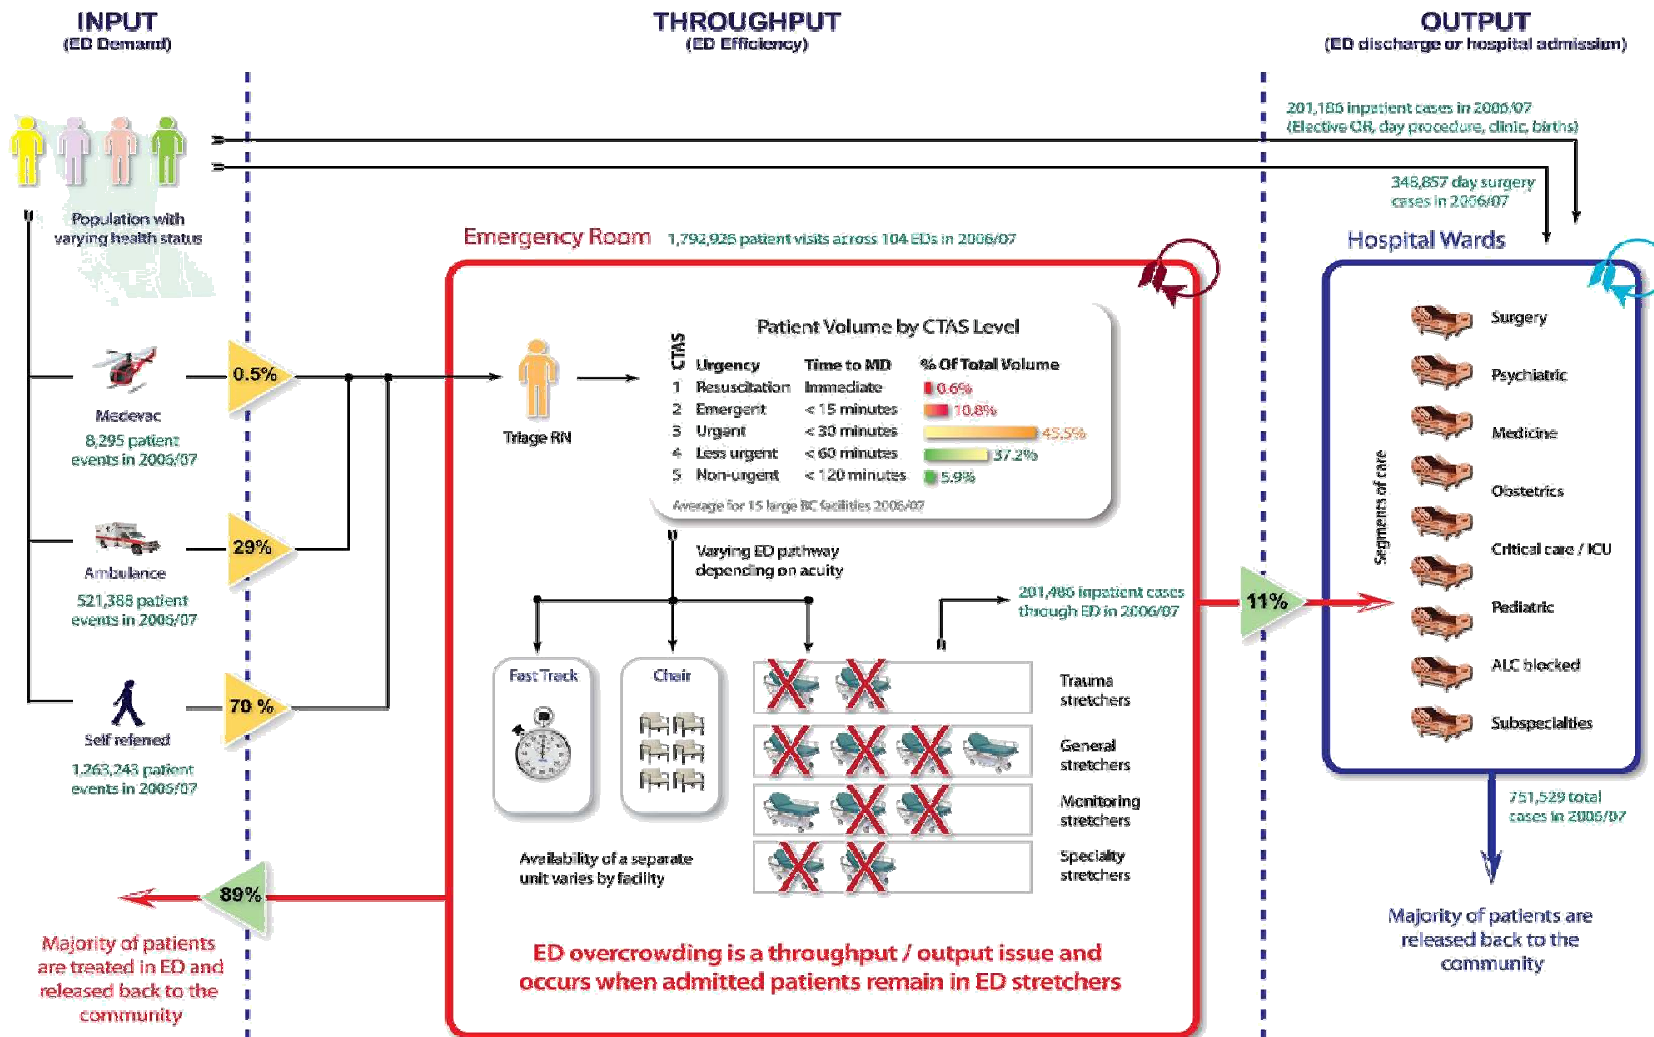 INPUT
(ED Demand)
THROUGHPUT
(ED Efficiency)
OUTPUT
(ED discharge or hospital admission)
201,186 inpatient cases in 2006/07
(Elective OR, day procedure, clinic, births)
348,857 day surgery
cases in 2006/07
Population with
varying health status
Emergency Room
1,792,926 patient visits across 104 EDs in 2006/07
Hospital Wards
Medevac
8,295 patient
events in 2006/07
0.5%
Ambulance
521,388 patient
events in 2006/07
29%
Self referred
1,263,243 patient
events in 2006/07
70 %
Triage RN
Patient Volume by CTAS Level
CTAS Urgency Time to MD % Of Total Volume
1 Resuscitation Immediate 0.6%
2 Emergent < 15 minutes 10.8%
3 Urgent < 30 minutes 45.5%
4 Less urgent < 60 minutes 37.2%
5 Non-urgent < 120 minutes 5.9%
Average for 15 large BC facilities 2006/07
Varying ED pathway
depending on acuity
201,486 inpatient cases
through ED in 2006/07
11%
Fast Track
Chair
Trauma
stretchers
General
stretchers
Monitoring
stretchers
Specialty
stretchers
Availability of a separate
unit varies by facility
ED overcrowding is a throughput / output issue and
occurs when admitted patients remain in ED stretchers
89%
Majority of patients
are treated in ED and
released back to the
community
Segments of care
Surgery
Psychiatric
Medicine
Obstetrics
Critical care / ICU
Pediatric
ALC blocked
Subspecialties
751,529 total
cases in 2006/07
Majority of patients are
released back to the
community